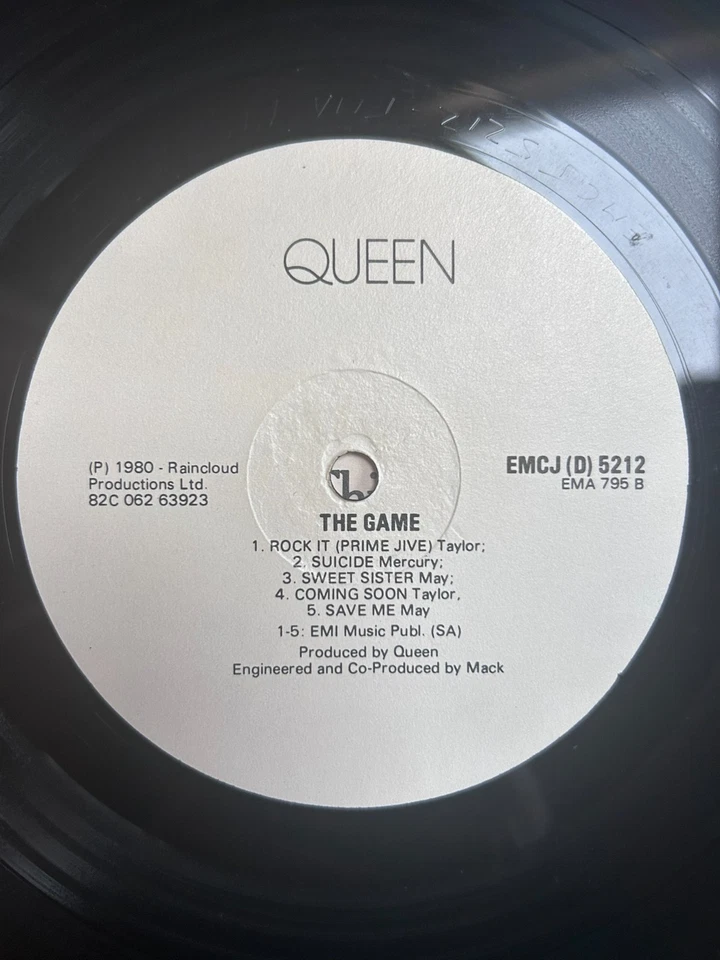 QUEEN
(P) 1980 - Raincloud
Productions Ltd.
82C 062 63923
EMCJ (D) 5212
EMA 795 B
THE GAME
1. ROCK IT (PRIME JIVE) Taylor;
2. SUICIDE Mercury;
3. SWEET SISTER May;
4. COMING SOON Taylor,
5. SAVE ME May
1-5: EMI Music Publ. (SA)
Produced by Queen
Engineered and Co-Produced by Mack